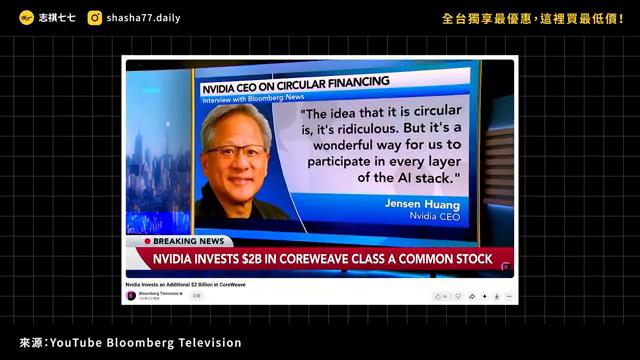 志祺七七
shasha77.daily
全台獨享最優惠，這裡買最低價！
NVIDIA CEO ON CIRCULAR FINANCING
Interview with Bloomberg News
"The idea that it is circular
is, it's ridiculous. But it's a
wonderful way for us to
participate in every layer
of the AI stack."
Jensen Huang
Nvidia CEO
BREAKING NEWS
NVIDIA INVESTS $2B IN COREWEAVE CLASS A COMMON STOCK
Nvidia Invests an Additional $2 Billion in CoreWeave
Bloomberg Television
來源：YouTube Bloomberg Television